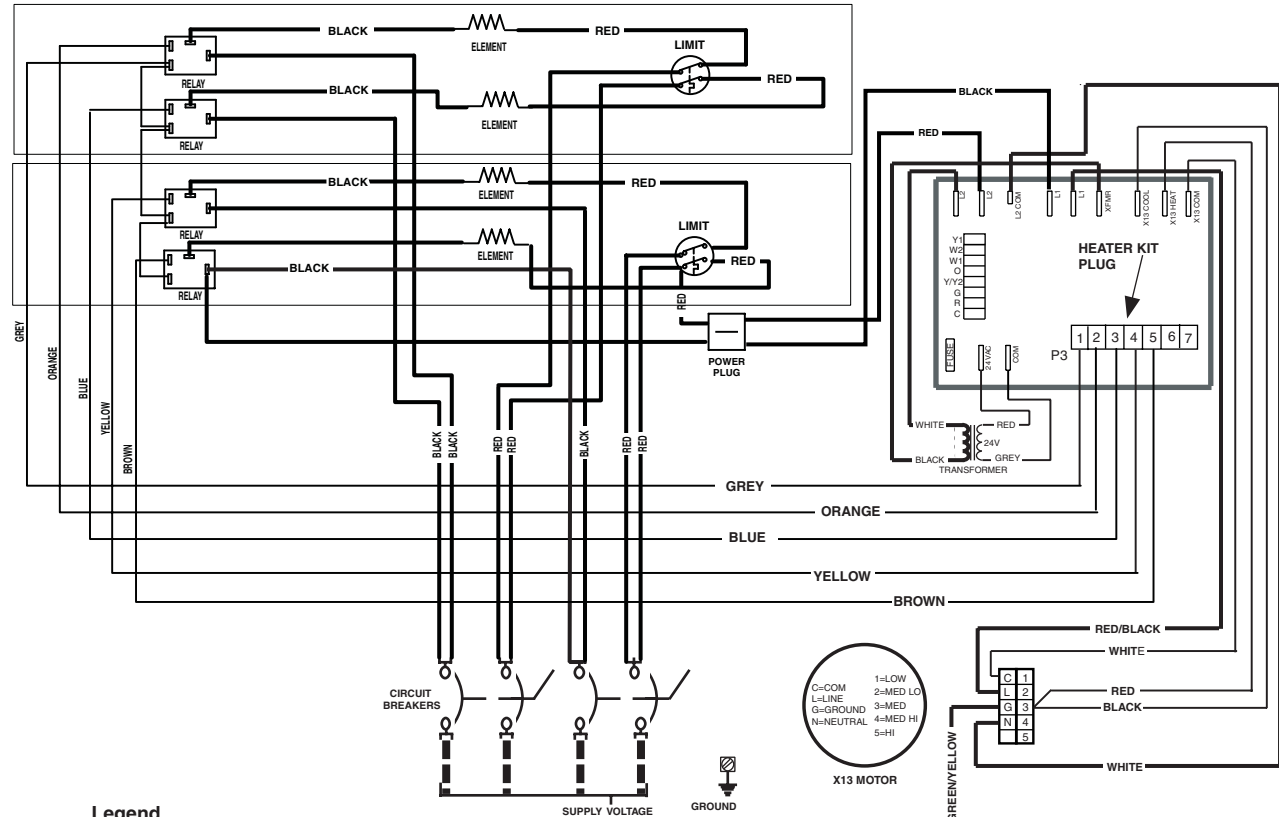 BLACK
ELEMENT
RED
LIMIT
RED
RELAY
BLACK
ELEMENT
RELAY
BLACK
ELEMENT
RED
LIMIT
RELAY
BLACK
ELEMENT
RED
RELAY
RED
POWER
PLUG
BLACK
RED
L2
L2
L2 COM
L1
L1
XFMR
X13 COOL
X13 HEAT
X13 COM
Y1
W2
W1
O
Y/Y2
G
R
C
HEATER KIT
PLUG
P3
1 2 3 4 5 6 7
FUSE
24VAC
COM
WHITE
RED
24V
BLACK
GREY
TRANSFORMER
GREY
ORANGE
BLUE
YELLOW
BROWN
BLACK
BLACK
RED
RED
BLACK
RED
RED
GREY
ORANGE
BLUE
YELLOW
BROWN
CIRCUIT
BREAKERS
SUPPLY VOLTAGE
GROUND
C=COM
L=LINE
G=GROUND
N=NEUTRAL
1=LOW
2=MED LO
3=MED
4=MED HI
5=HI
X13 MOTOR
RED/BLACK
WHITE
C 1
L 2
G 3
N 4
5
RED
BLACK
WHITE
GREEN/YELLOW
Legend